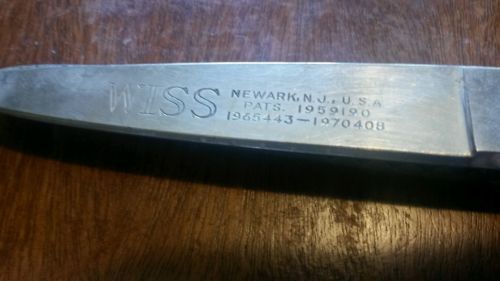 WISS
NEWARK, N.J., U.S.A.
PATS. 1959190
1965443-1970408